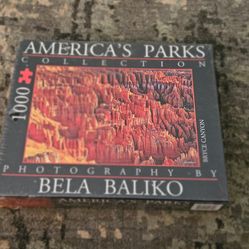 AMERICA'S PARKS
COLLECTION
1000
BRYCE CANYON
PHOTOGRAPHY BY
BELA BALIKO
AMERICA'S PARKS